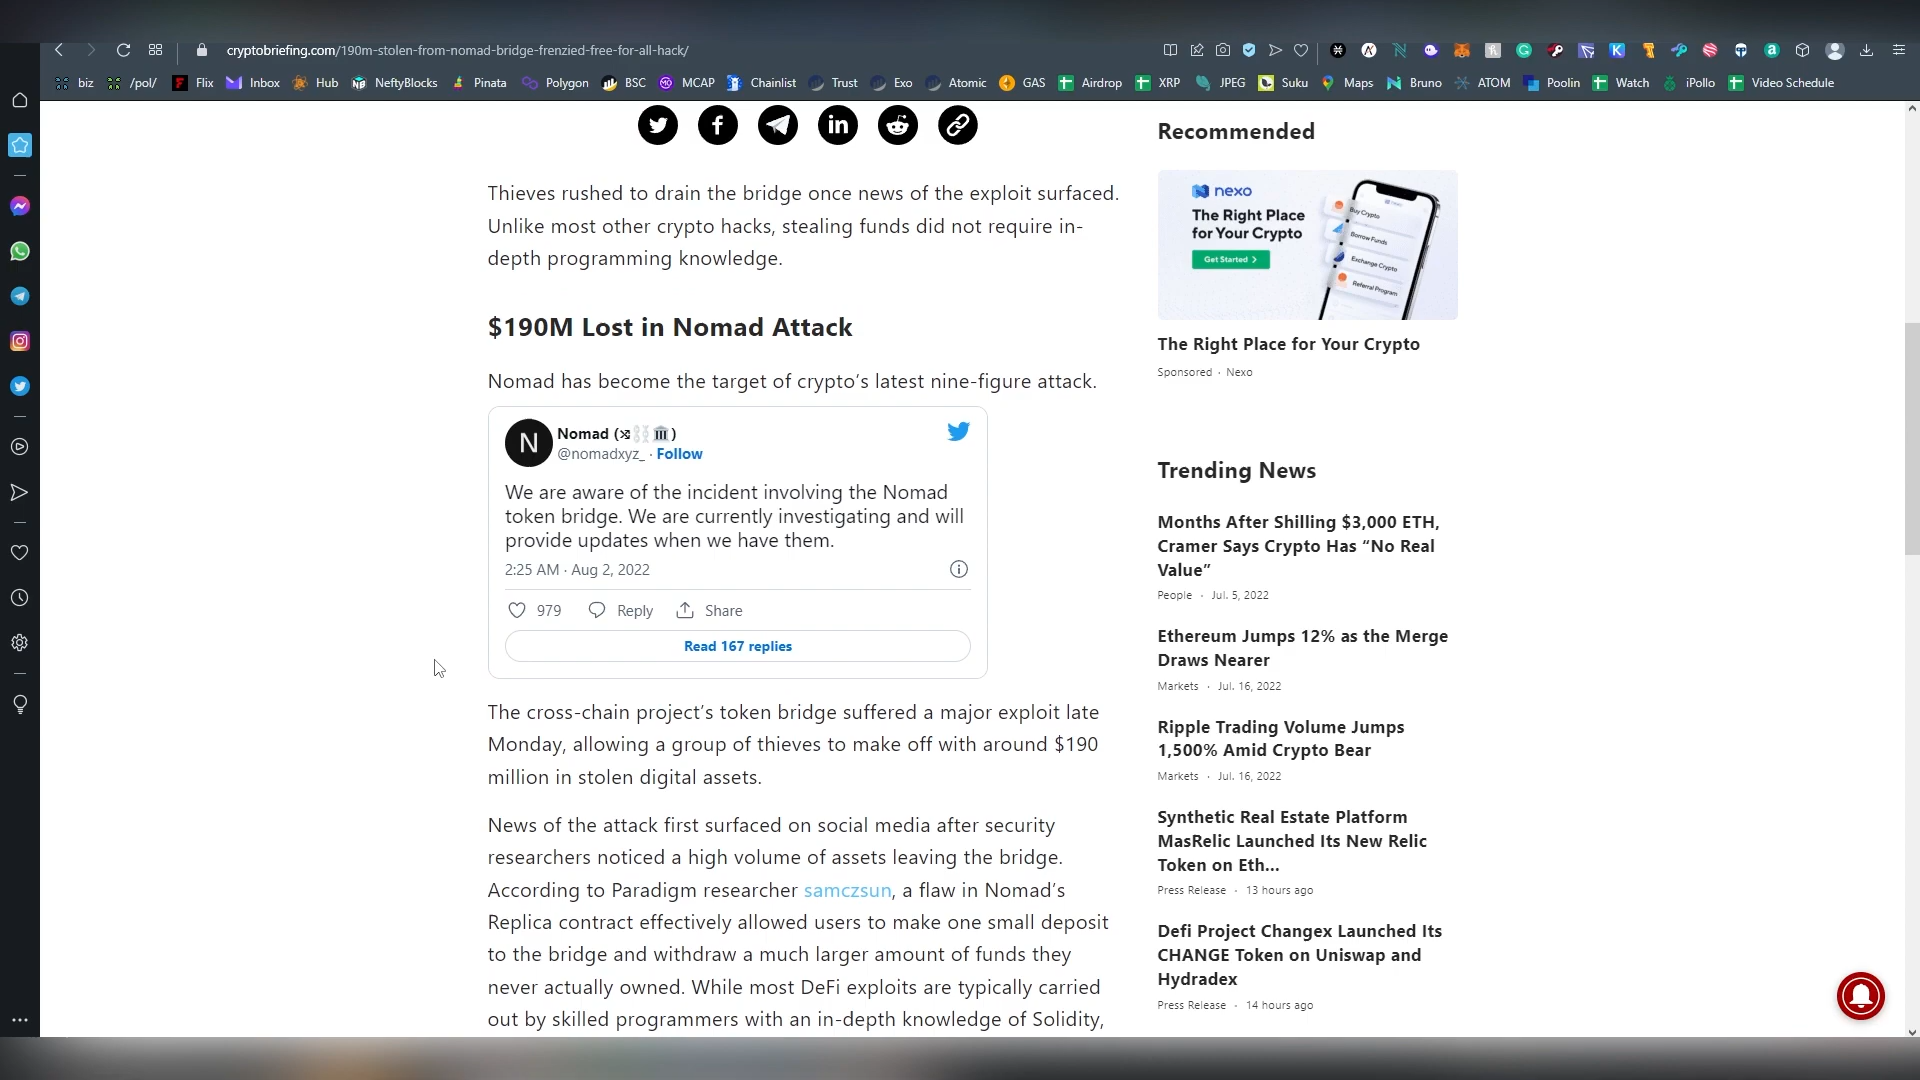 cryptobriefing.com/190m-stolen-from-nomad-bridge-frenzied-free-for-all-hack/
biz /pol/ Flix Inbox Hub NeftyBlocks Pinata Polygon BSC MCAP Chainlist Trust Exo Atomic GAS Airdrop XRP JPEG Suku Maps Bruno ATOM Poolin Watch iPollo Video Schedule
Thieves rushed to drain the bridge once news of the exploit surfaced.
Unlike most other crypto hacks, stealing funds did not require in-
depth programming knowledge.
$190M Lost in Nomad Attack
Nomad has become the target of crypto’s latest nine-figure attack.
N
Nomad (⤭⛓️🏛)
@nomadxyz_ · Follow
We are aware of the incident involving the Nomad
token bridge. We are currently investigating and will
provide updates when we have them.
2:25 AM · Aug 2, 2022
979 Reply Share
Read 167 replies
The cross-chain project’s token bridge suffered a major exploit late
Monday, allowing a group of thieves to make off with around $190
million in stolen digital assets.
News of the attack first surfaced on social media after security
researchers noticed a high volume of assets leaving the bridge.
According to Paradigm researcher samczsun, a flaw in Nomad’s
Replica contract effectively allowed users to make one small deposit
to the bridge and withdraw a much larger amount of funds they
never actually owned. While most DeFi exploits are typically carried
out by skilled programmers with an in-depth knowledge of Solidity,
Recommended
nexo
The Right Place
for Your Crypto
Get Started >
Buy Crypto
Borrow Funds
Exchange Crypto
Referral Program
The Right Place for Your Crypto
Sponsored · Nexo
Trending News
Months After Shilling $3,000 ETH,
Cramer Says Crypto Has “No Real
Value”
People · Jul. 5, 2022
Ethereum Jumps 12% as the Merge
Draws Nearer
Markets · Jul. 16, 2022
Ripple Trading Volume Jumps
1,500% Amid Crypto Bear
Markets · Jul. 16, 2022
Synthetic Real Estate Platform
MasRelic Launched Its New Relic
Token on Eth...
Press Release · 13 hours ago
Defi Project Changex Launched Its
CHANGE Token on Uniswap and
Hydradex
Press Release · 14 hours ago